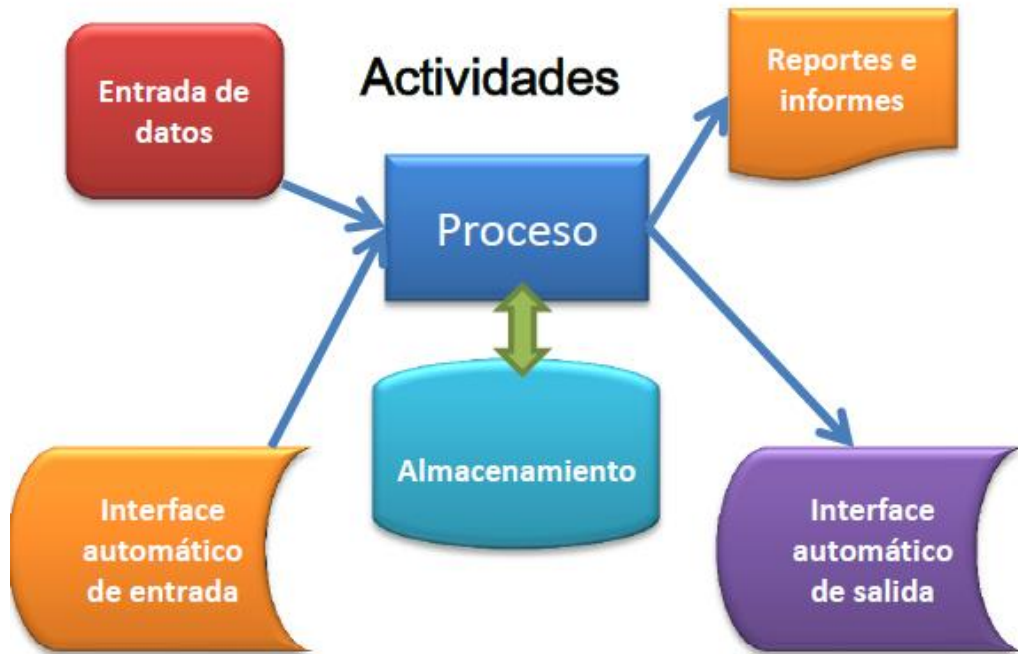 Entrada de
datos
Actividades
Reportes e
informes
Proceso
Almacenamiento
Interface
automático
de entrada
Interface
automático
de salida